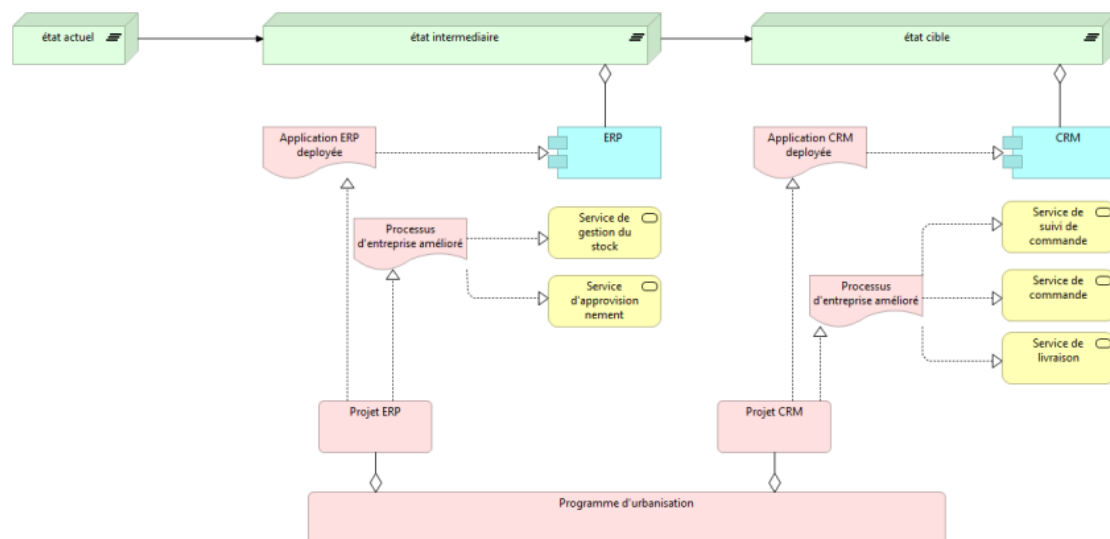 état actuel
état intermediaire
état cible
Application ERP
deployée
ERP
Application CRM
deployée
CRM
Processus
d'entreprise amélioré
Service de
gestion du
stock
Service
d'approvision
nement
Service de
suivi de
commande
Processus
d'entreprise amélioré
Service de
commande
Service de
livraison
Projet ERP
Projet CRM
Programme d'urbanisation